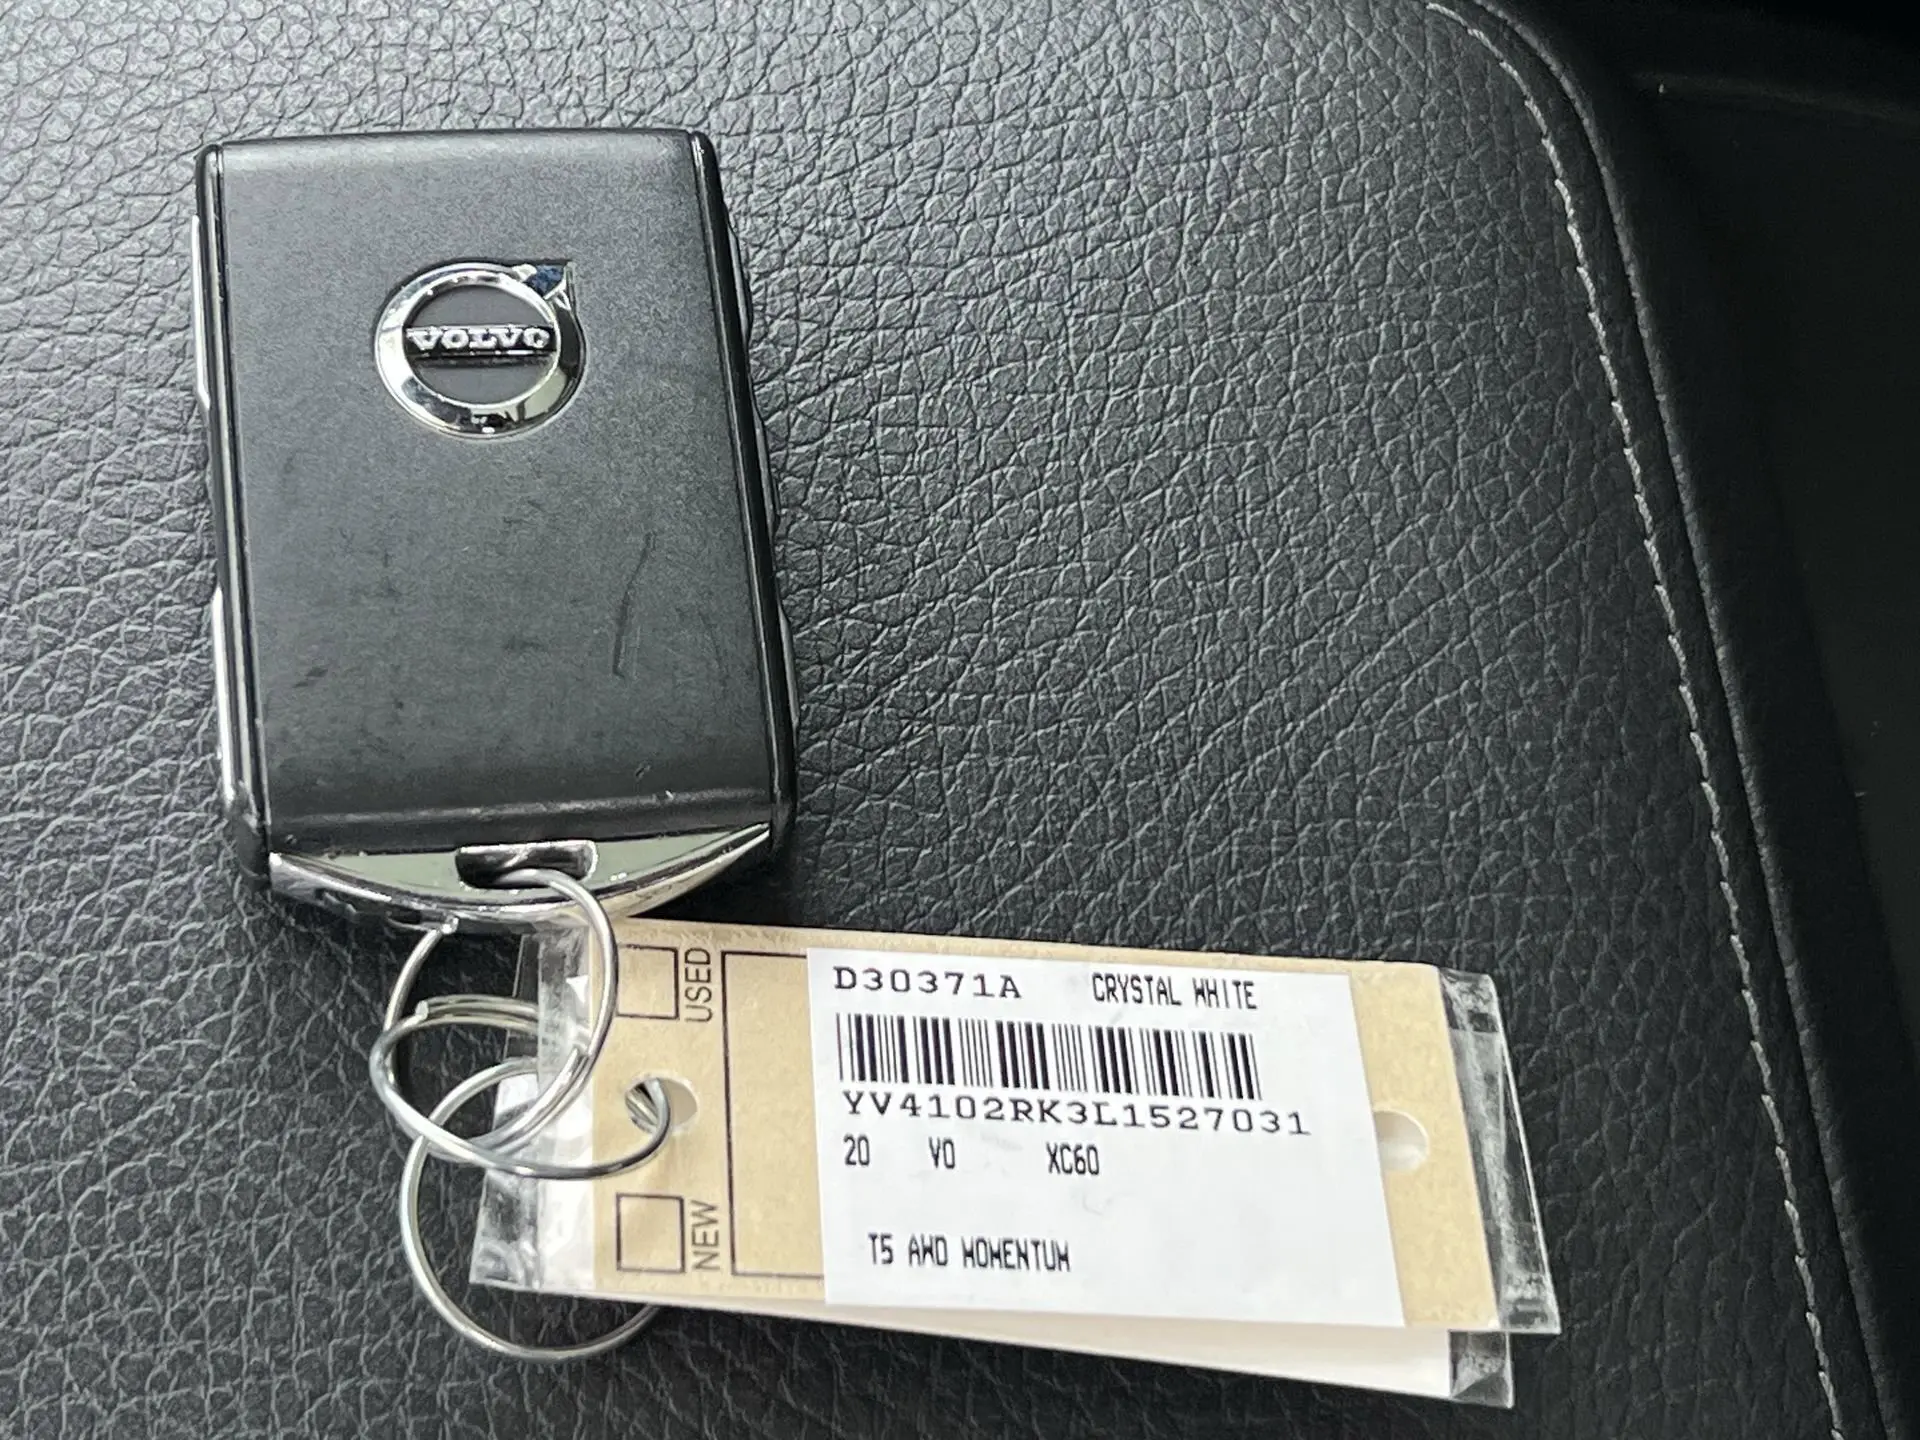 VOLVO
USED
NEW
D30371A CRYSTAL WHITE
YV4102RK3L1527031
20 VO XC60
T5 AWD MOMENTUM